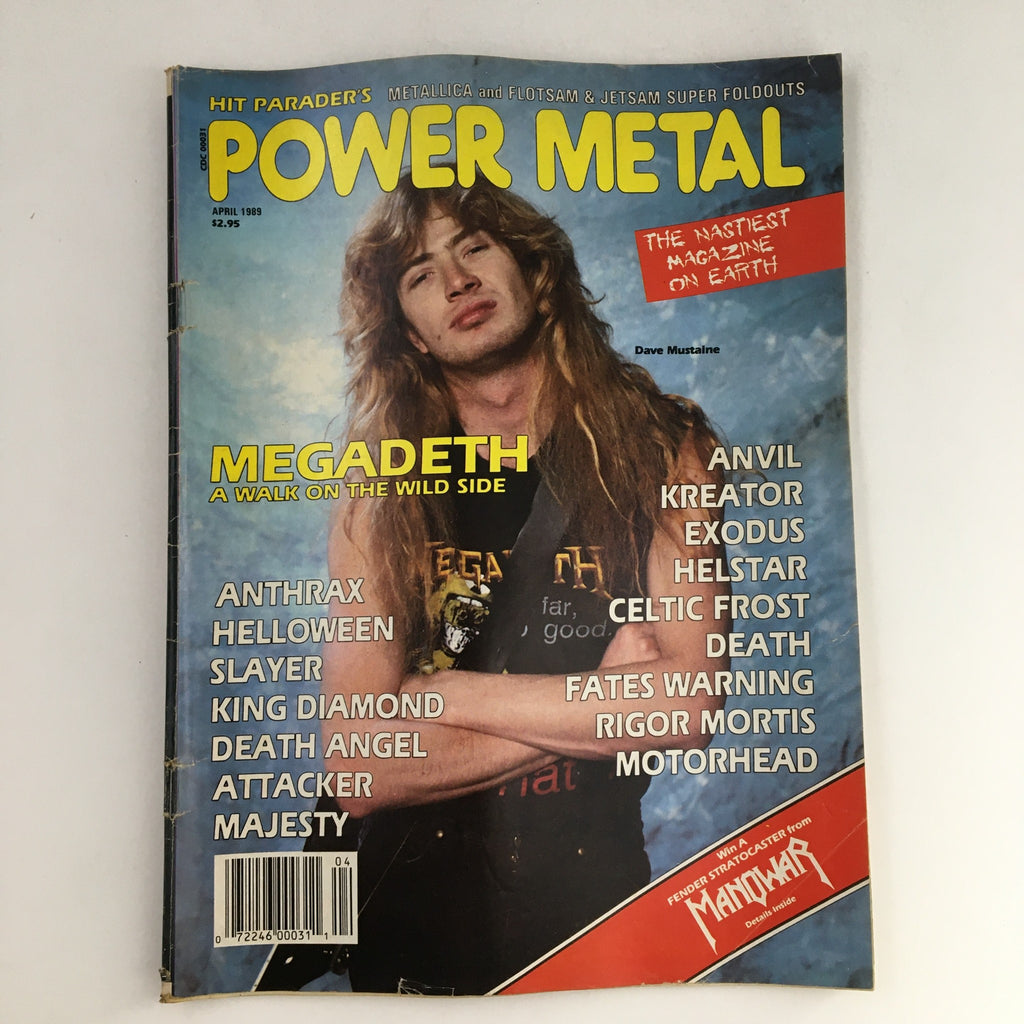 HIT PARADER'S METALLICA and FLOTSAM & JETSAM SUPER FOLDOUTS
POWER METAL
CDC 00031
APRIL 1989
$2.95
THE NASTIEST
MAGAZINE
ON EARTH
Dave Mustaine
MEGADETH
A WALK ON THE WILD SIDE
ANTHRAX
HELLOWEEN
SLAYER
KING DIAMOND
DEATH ANGEL
ATTACKER
MAJESTY
ANVIL
KREATOR
EXODUS
HELSTAR
CELTIC FROST
DEATH
FATES WARNING
RIGOR MORTIS
MOTORHEAD
far,
good
Win A
FENDER STRATOCASTER from
MANOWAR
Details Inside
04
0 72246 00031 1